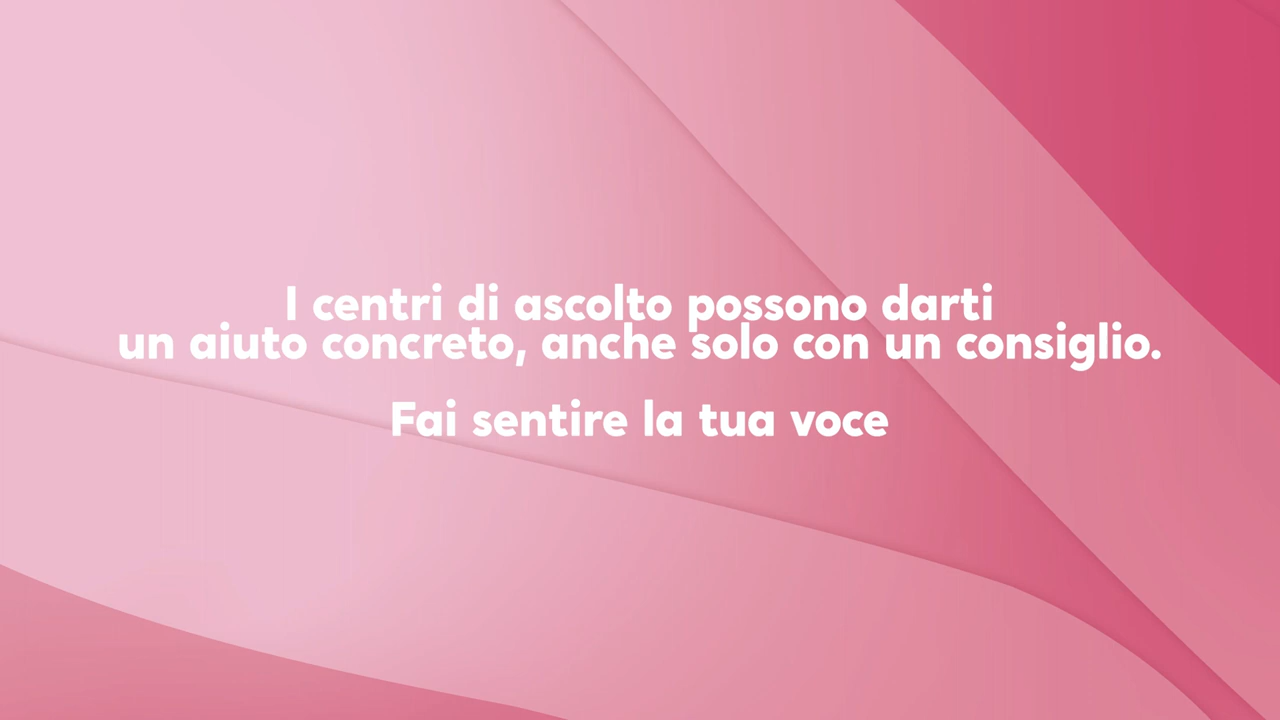 I centri di ascolto possono darti
un aiuto concreto, anche solo con un consiglio.
Fai sentire la tua voce